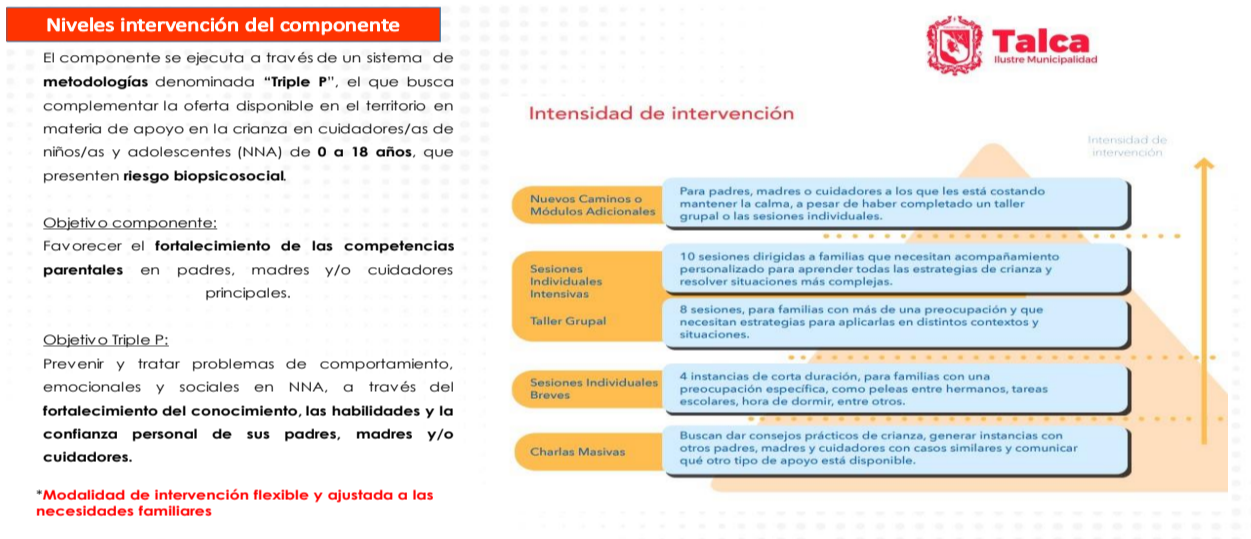 Niveles intervención del componente
El componente se ejecuta a través de un sistema de
metodologías denominada “Triple P”, el que busca
complementar la oferta disponible en el territorio en
materia de apoyo en la crianza en cuidadores/as de
niños/as y adolescentes (NNA) de 0 a 18 años, que
presenten riesgo biopsicosocial.
Objetivo componente:
Favorecer el fortalecimiento de las competencias
parentales en padres, madres y/o cuidadores
principales.
Objetivo Triple P:
Prevenir y tratar problemas de comportamiento,
emocionales y sociales en NNA, a través del
fortalecimiento del conocimiento, las habilidades y la
confianza personal de sus padres, madres y/o
cuidadores.
*Modalidad de intervención flexible y ajustada a las
necesidades familiares
Talca
Ilustre Municipalidad
Intensidad de intervención
Intensidad de
intervención
Nuevos Caminos o
Módulos Adicionales
Para padres, madres o cuidadores a los que les está costando
mantener la calma, a pesar de haber completado un taller
grupal o las sesiones individuales.
Sesiones
Individuales
Intensivas
10 sesiones dirigidas a familias que necesitan acompañamiento
personalizado para aprender todas las estrategias de crianza y
resolver situaciones más complejas.
Taller Grupal
8 sesiones, para familias con más de una preocupación y que
necesitan estrategias para aplicarlas en distintos contextos y
situaciones.
Sesiones Individuales
Breves
4 instancias de corta duración, para familias con una
preocupación específica, como peleas entre hermanos, tareas
escolares, hora de dormir, entre otros.
Charlas Masivas
Buscan dar consejos prácticos de crianza, generar instancias con
otros padres, madres y cuidadores con casos similares y comunicar
qué otro tipo de apoyo está disponible.